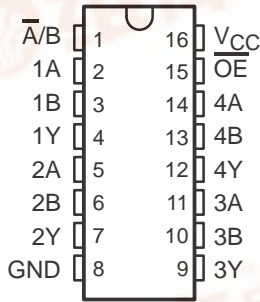 A̅/B 1 16 VCC
1A 2 15 O̅E̅
1B 3 14 4A
1Y 4 13 4B
2A 5 12 4Y
2B 6 11 3A
2Y 7 10 3B
GND 8 9 3Y